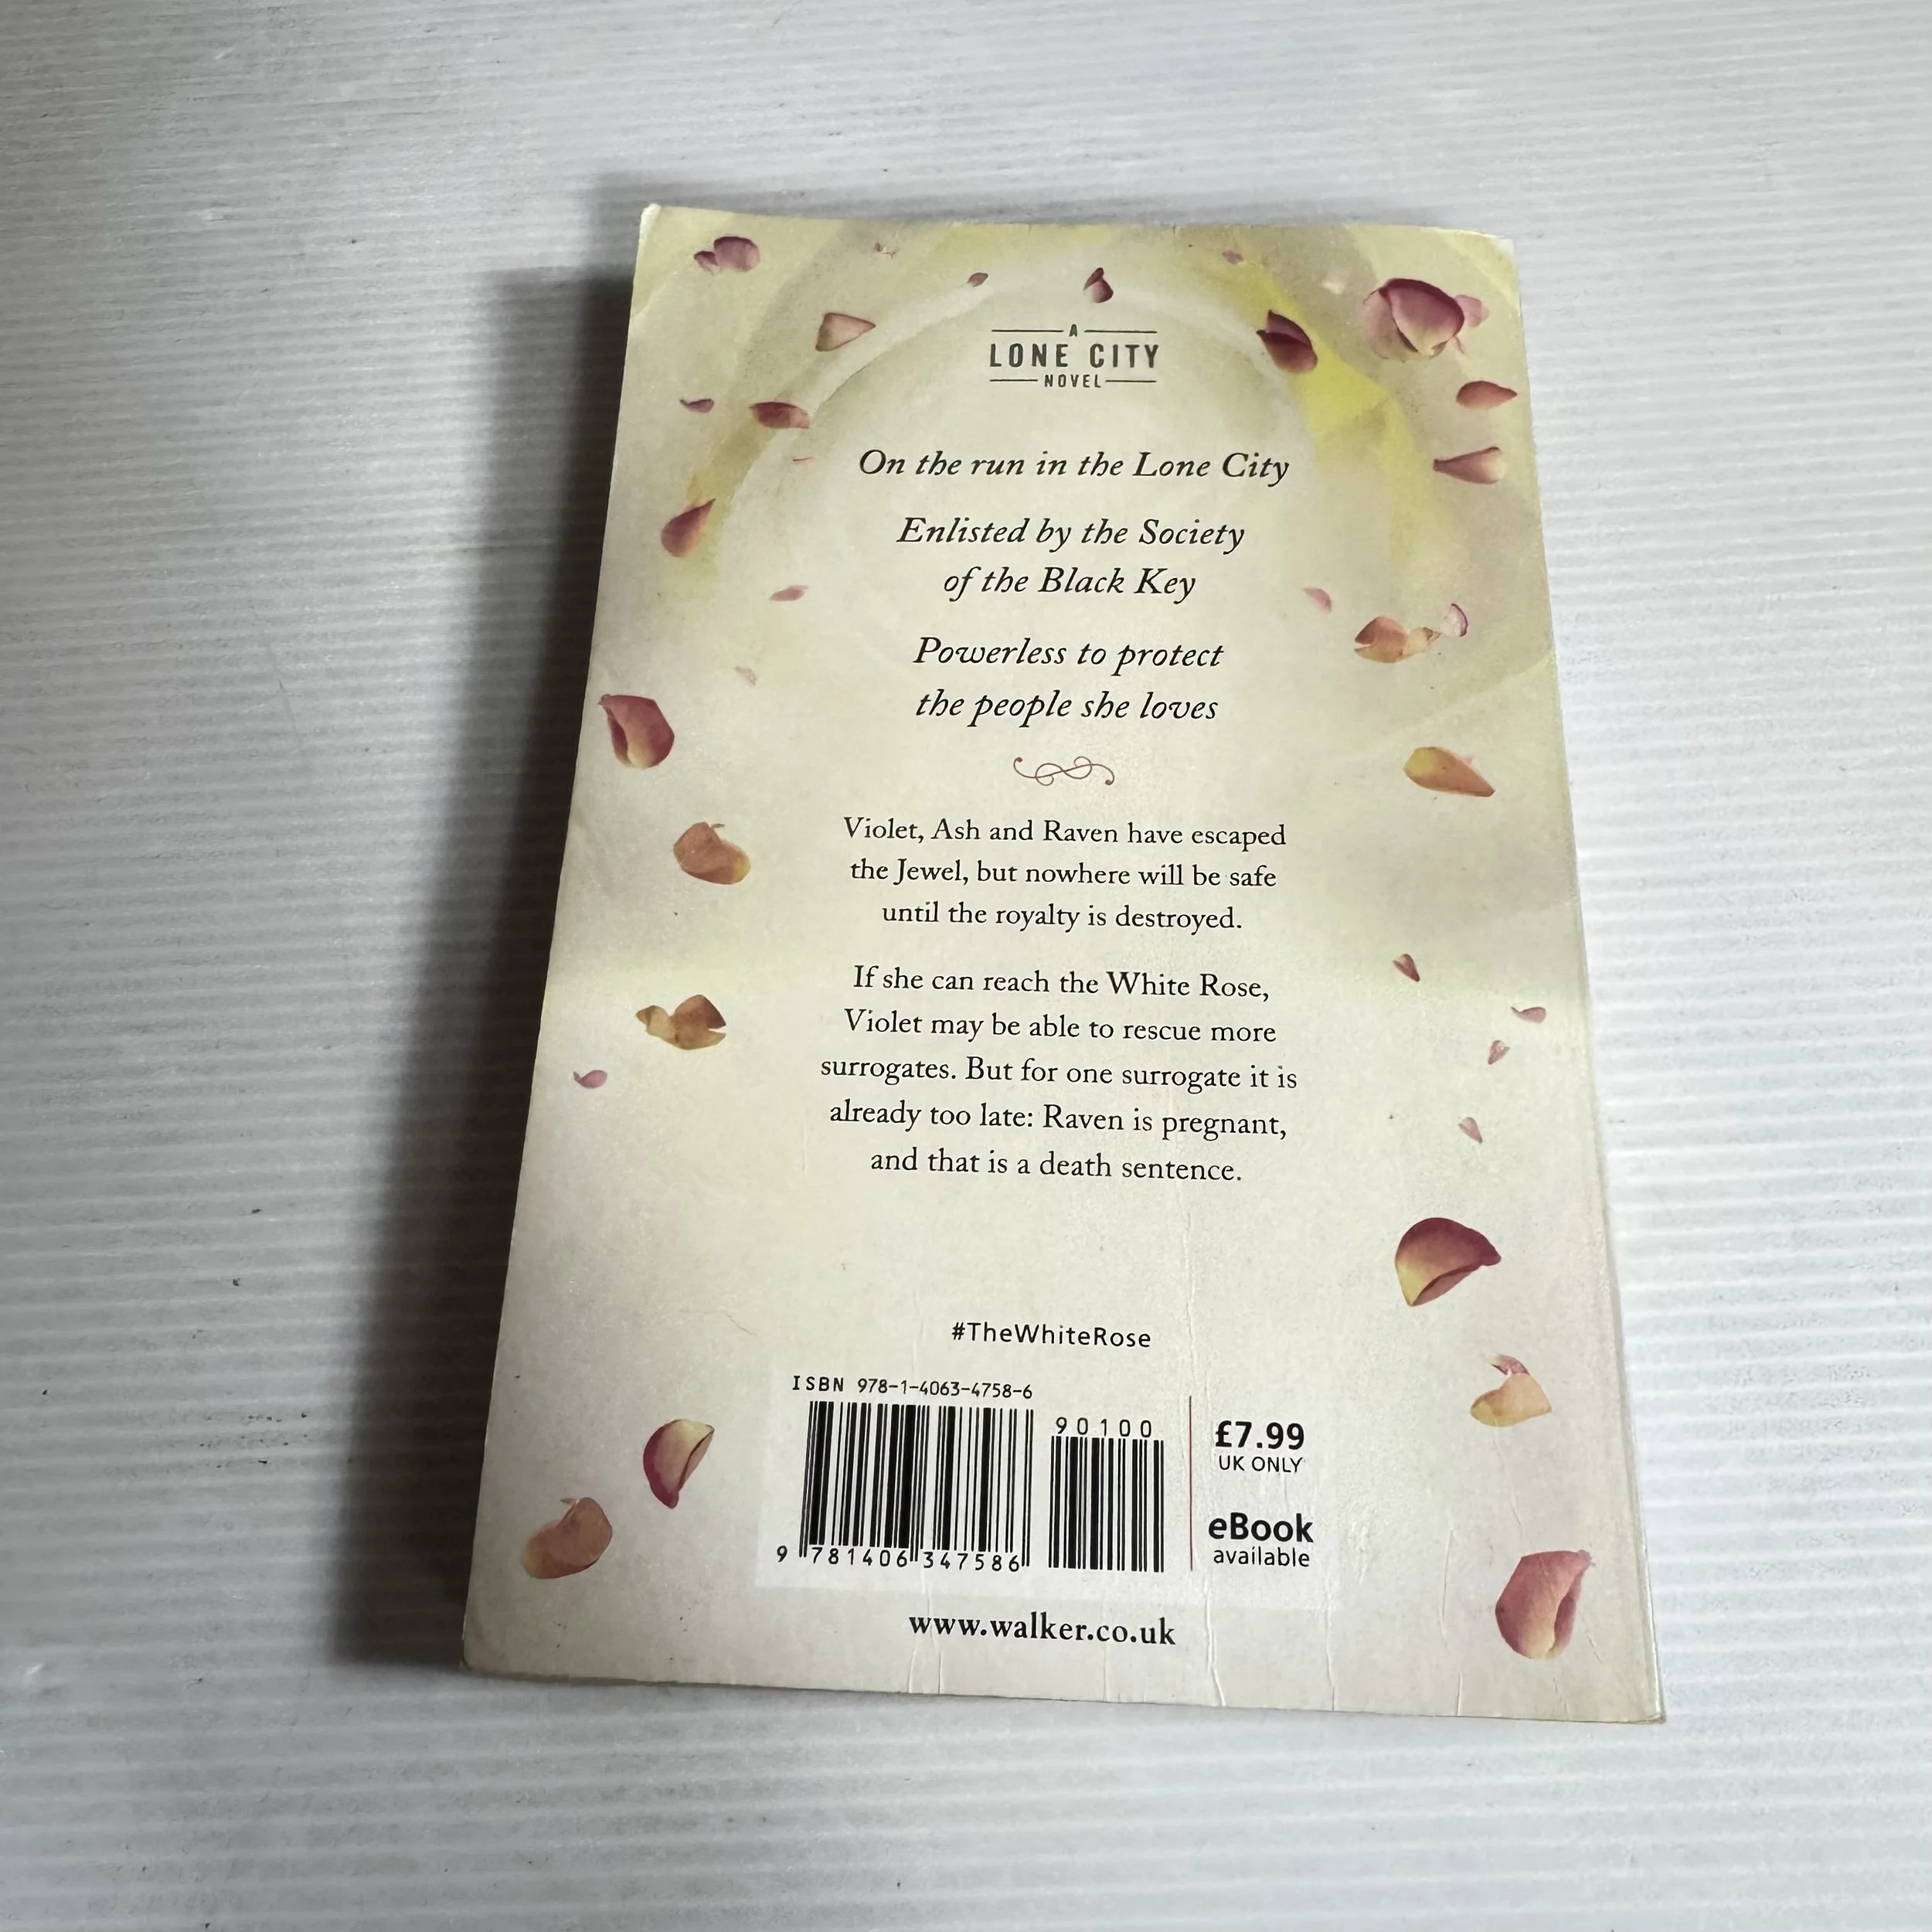 A
LONE CITY
NOVEL
On the run in the Lone City
Enlisted by the Society
of the Black Key
Powerless to protect
the people she loves
Violet, Ash and Raven have escaped
the Jewel, but nowhere will be safe
until the royalty is destroyed.
If she can reach the White Rose,
Violet may be able to rescue more
surrogates. But for one surrogate it is
already too late: Raven is pregnant,
and that is a death sentence.
#TheWhiteRose
ISBN 978-1-4063-4758-6
90100
9 781406 347586
£7.99
UK ONLY
eBook
available
www.walker.co.uk